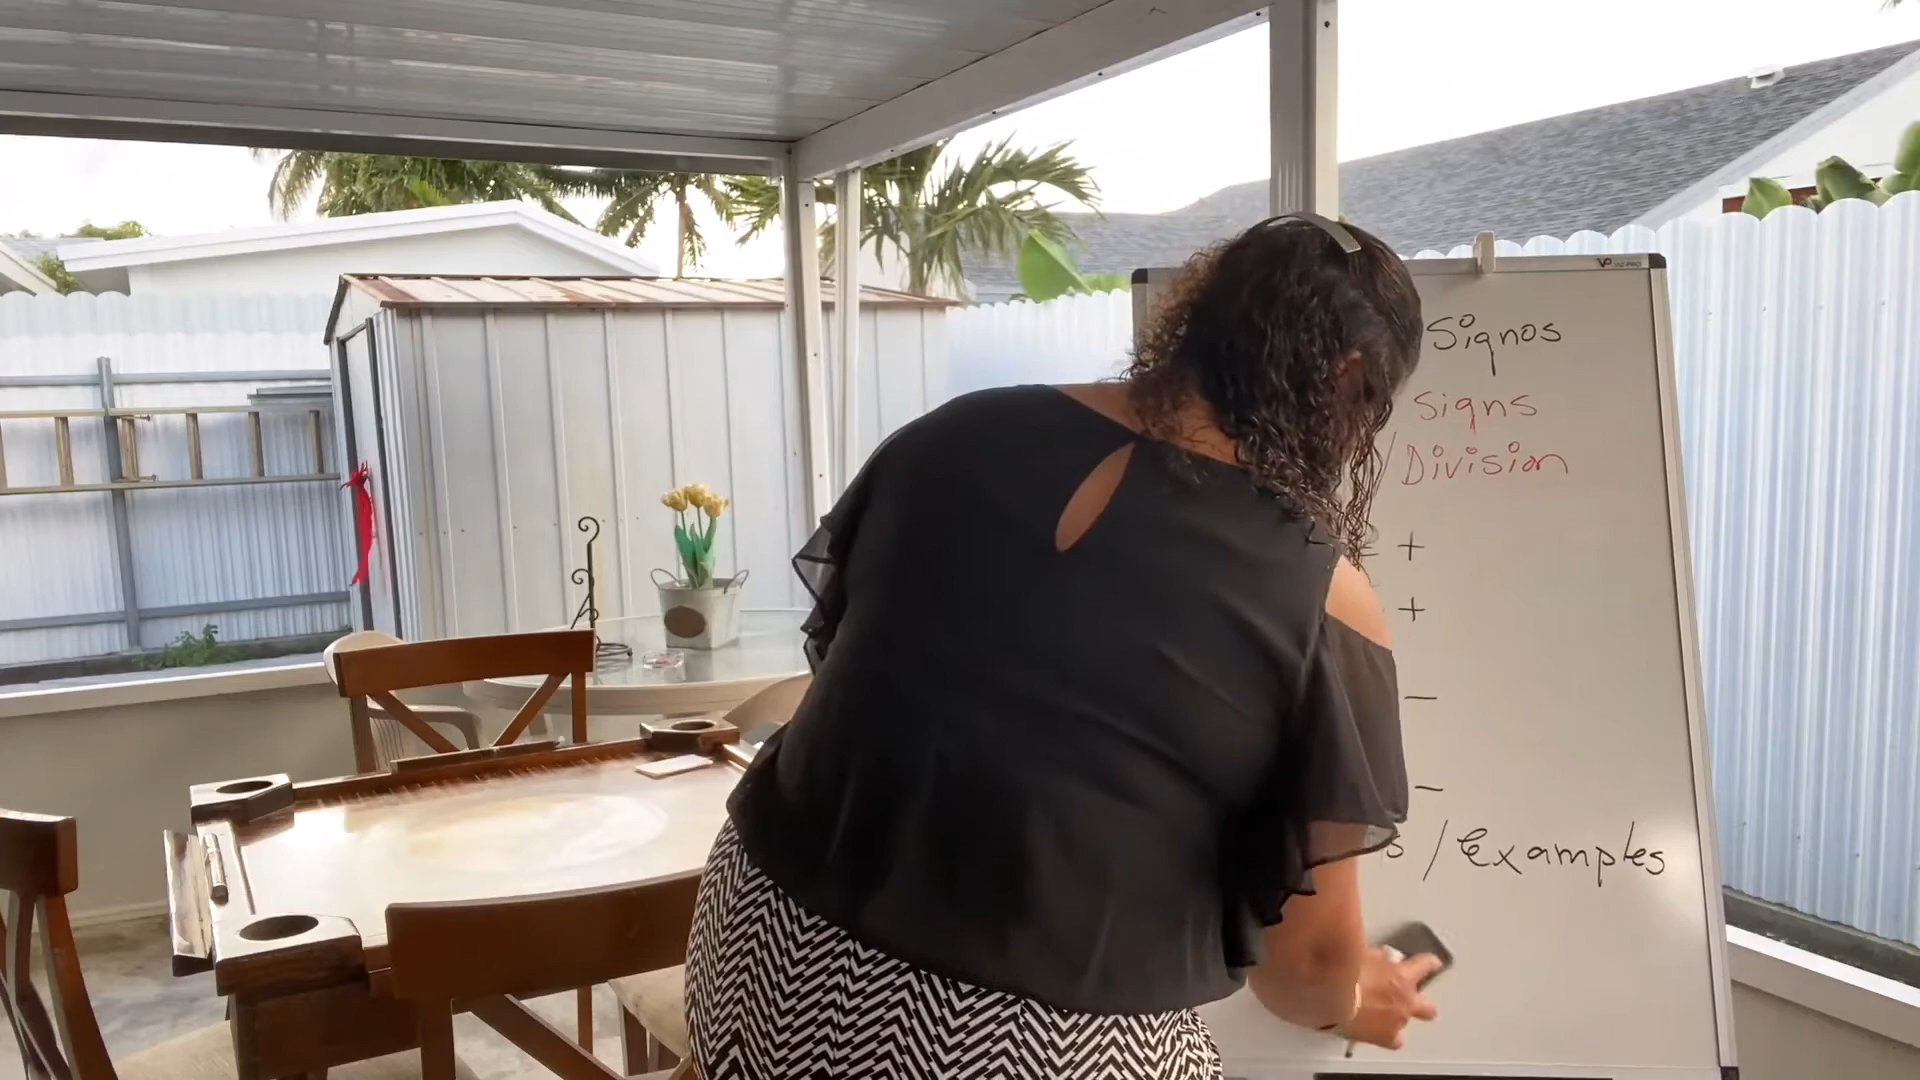 Signos
Signs
/Division
= +
+
-
-
s / Examples